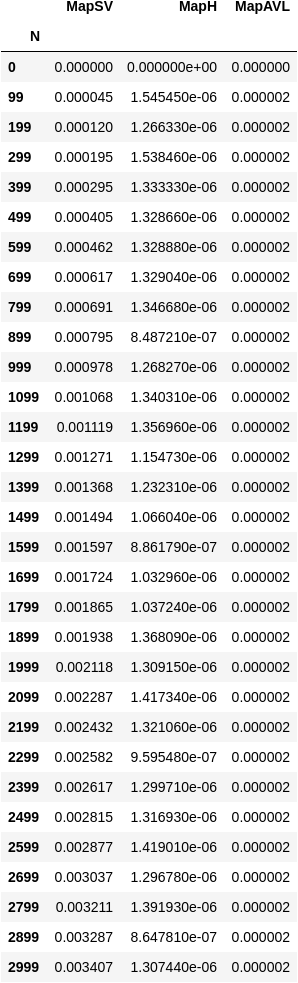 MapSV MapH MapAVL
N
0 0.000000 0.000000e+00 0.000000
99 0.000045 1.545450e-06 0.000002
199 0.000120 1.266330e-06 0.000002
299 0.000195 1.538460e-06 0.000002
399 0.000295 1.333330e-06 0.000002
499 0.000405 1.328660e-06 0.000002
599 0.000462 1.328880e-06 0.000002
699 0.000617 1.329040e-06 0.000002
799 0.000691 1.346680e-06 0.000002
899 0.000795 8.487210e-07 0.000002
999 0.000978 1.268270e-06 0.000002
1099 0.001068 1.340310e-06 0.000002
1199 0.001119 1.356960e-06 0.000002
1299 0.001271 1.154730e-06 0.000002
1399 0.001368 1.232310e-06 0.000002
1499 0.001494 1.066040e-06 0.000002
1599 0.001597 8.861790e-07 0.000002
1699 0.001724 1.032960e-06 0.000002
1799 0.001865 1.037240e-06 0.000002
1899 0.001938 1.368090e-06 0.000002
1999 0.002118 1.309150e-06 0.000002
2099 0.002287 1.417340e-06 0.000002
2199 0.002432 1.321060e-06 0.000002
2299 0.002582 9.595480e-07 0.000002
2399 0.002617 1.299710e-06 0.000002
2499 0.002815 1.316930e-06 0.000002
2599 0.002877 1.419010e-06 0.000002
2699 0.003037 1.296780e-06 0.000002
2799 0.003211 1.391930e-06 0.000002
2899 0.003287 8.647810e-07 0.000002
2999 0.003407 1.307440e-06 0.000002